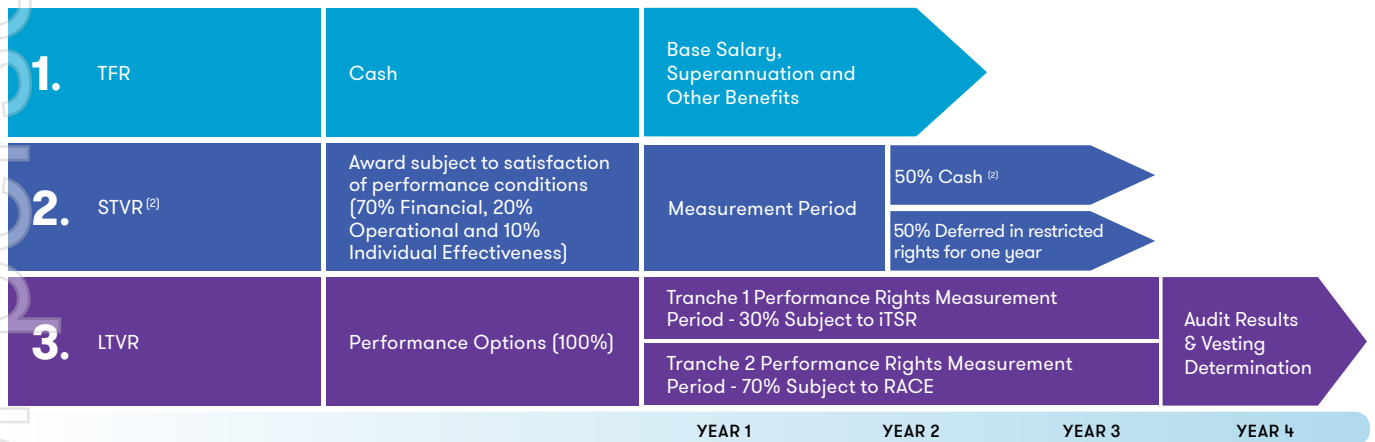 1.
TFR
Cash
Base Salary,
Superannuation and
Other Benefits
2.
STVR (2)
Award subject to satisfaction
of performance conditions
(70% Financial, 20%
Operational and 10%
Individual Effectiveness)
Measurement Period
50% Cash (2)
50% Deferred in restricted
rights for one year
3.
LTVR
Performance Options (100%)
Tranche 1 Performance Rights Measurement
Period - 30% Subject to iTSR
Tranche 2 Performance Rights Measurement
Period - 70% Subject to RACE
Audit Results
& Vesting
Determination
YEAR 1 YEAR 2 YEAR 3 YEAR 4